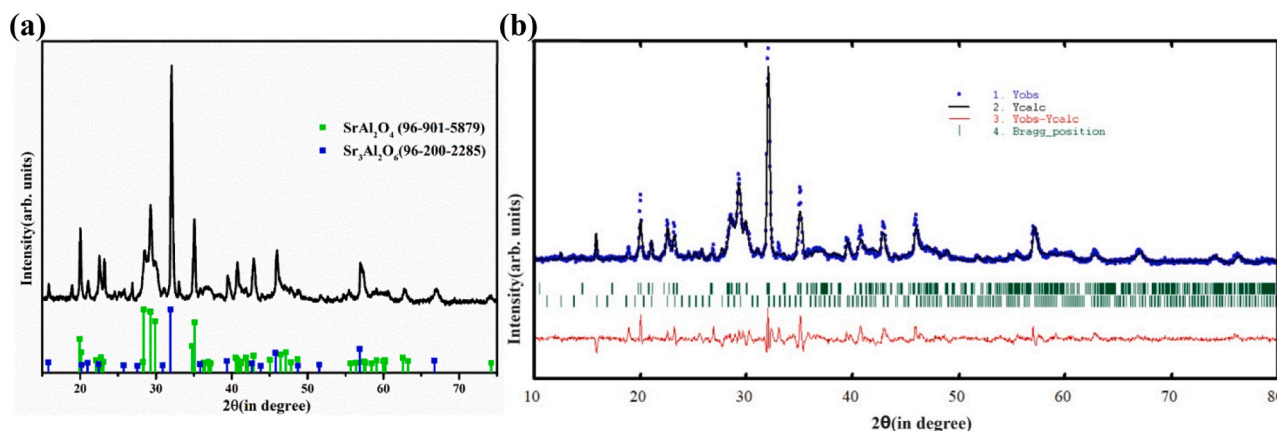 (a)
Intensity(arb. units)
SrAl₂O₄ (96-901-5879)
Sr₃Al₂O₆(96-200-2285)
20 30 40 50 60 70
2θ(in degree)
(b)
Intensity(arb. units)
1. Yobs
2. Ycalc
3. Yobs-Ycalc
4. Bragg_position
10 20 30 40 50 60 70 80
2θ(in degree)